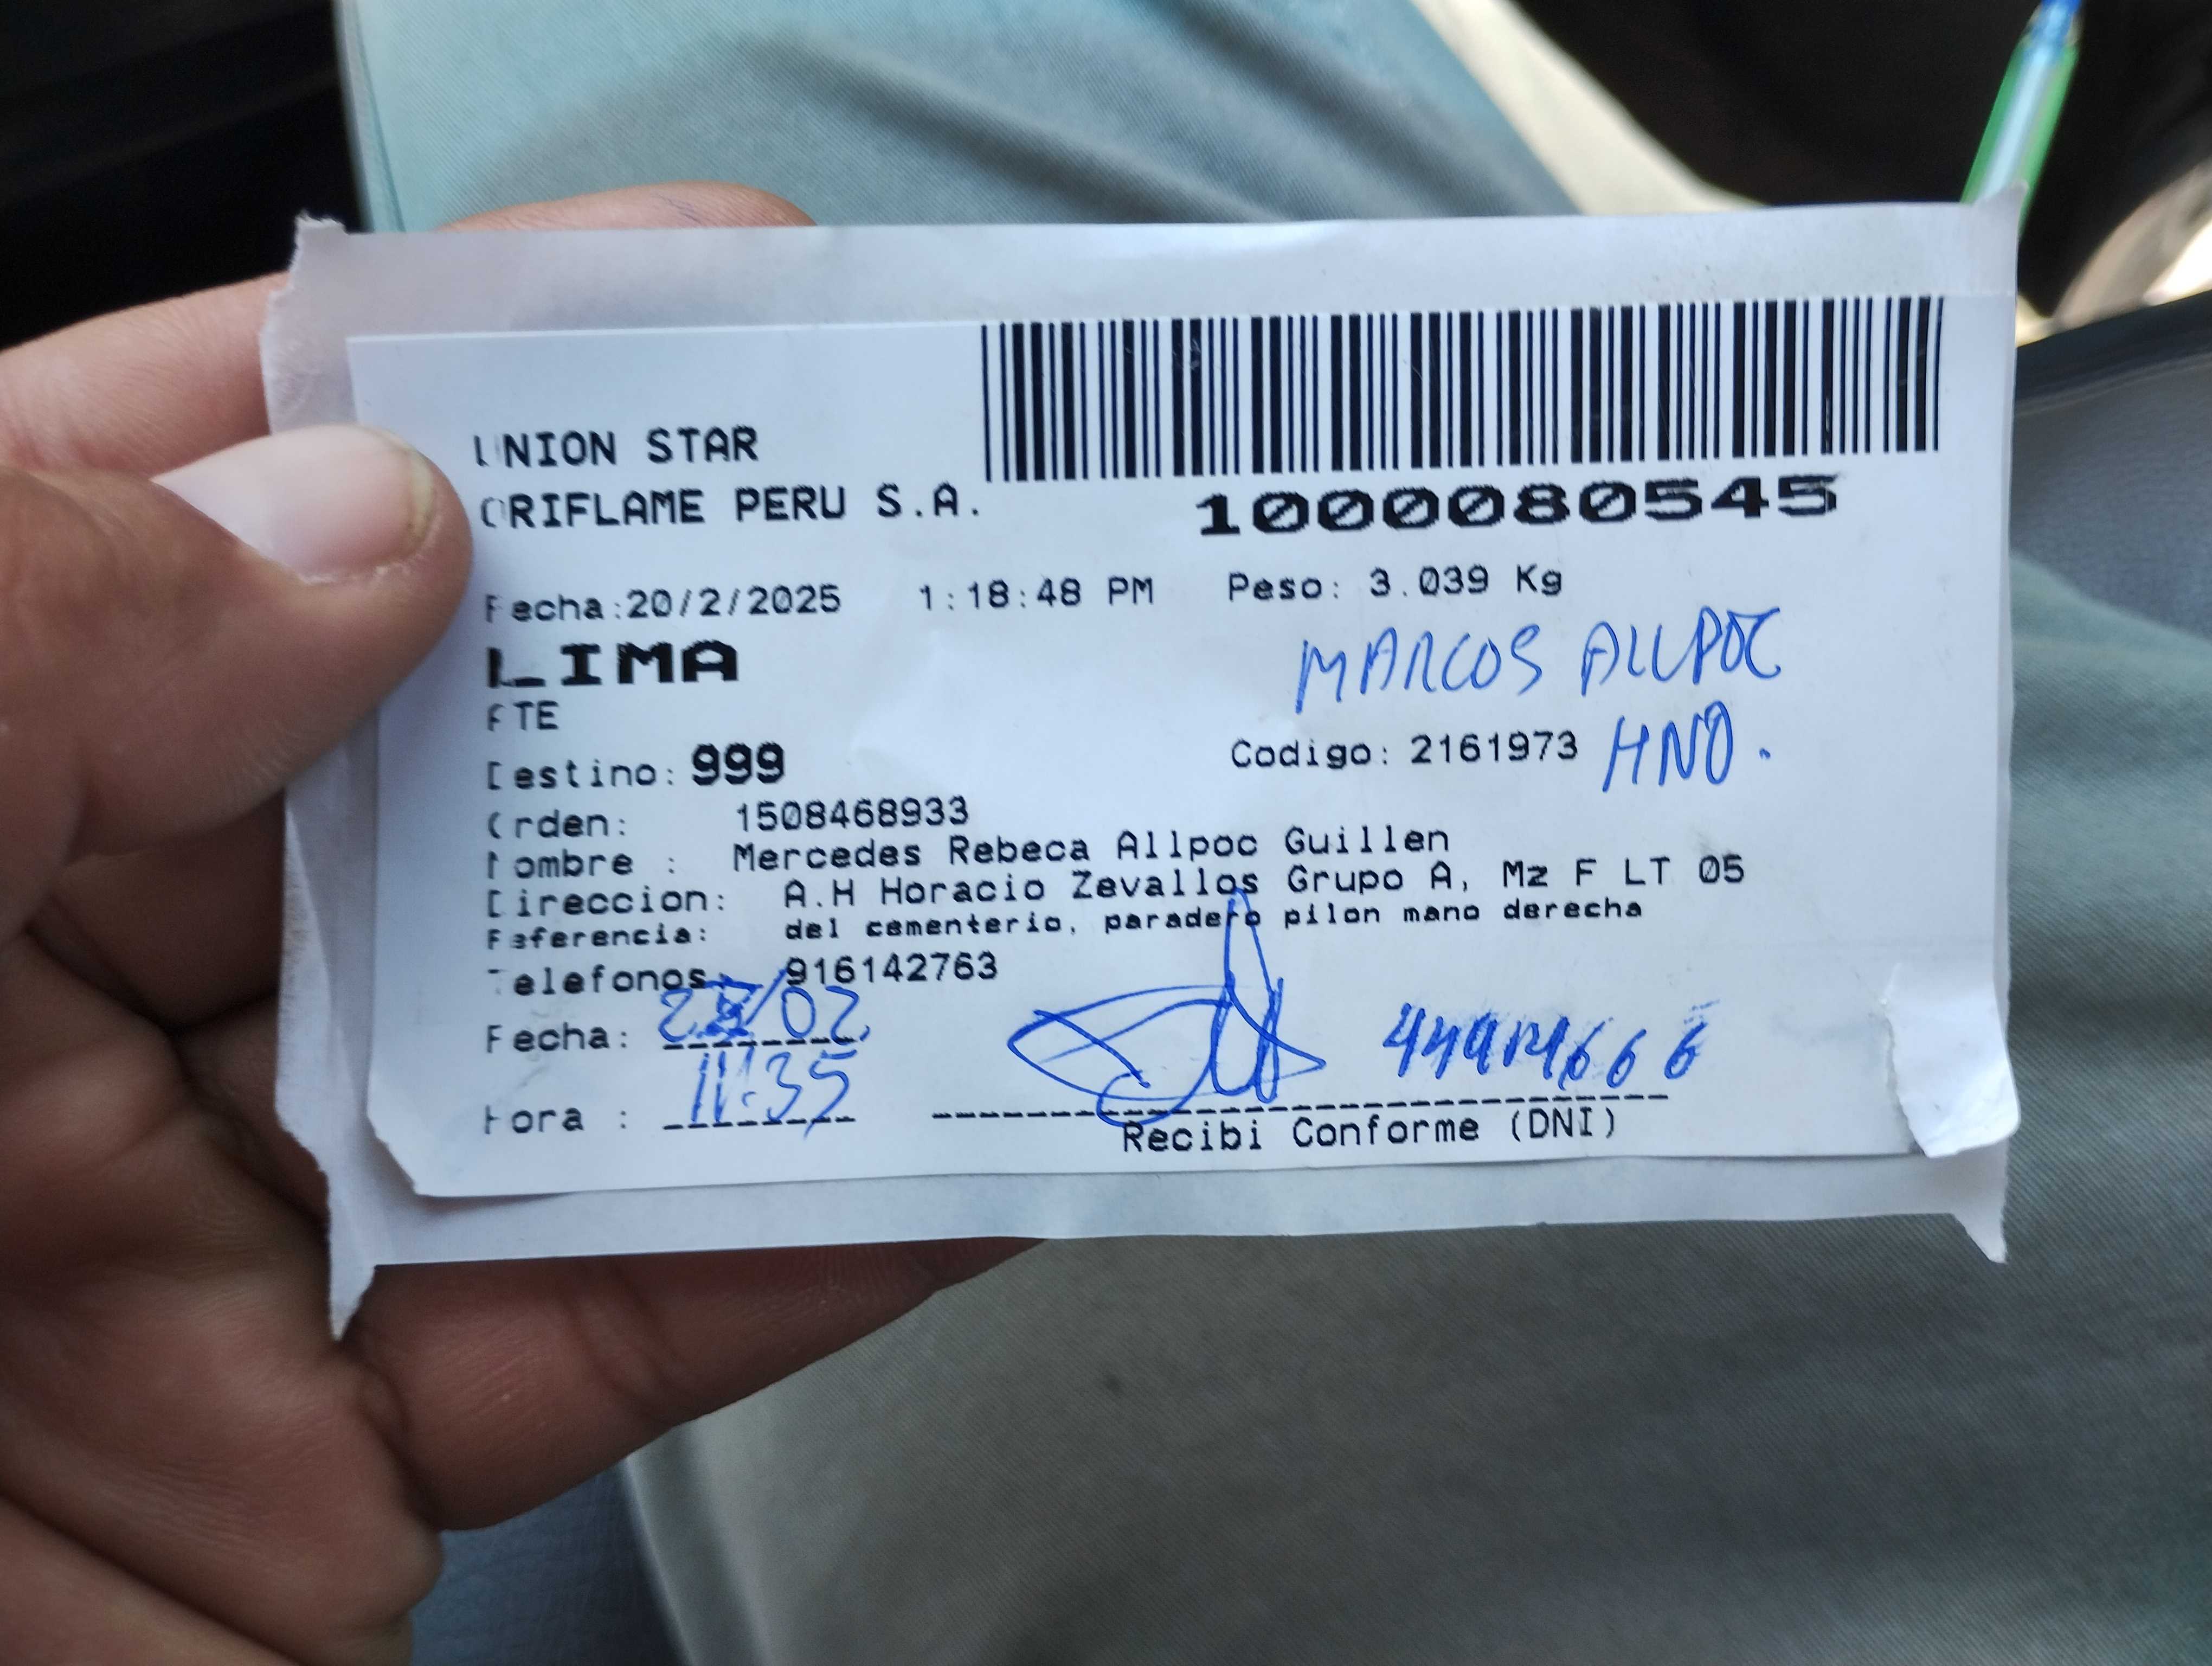 UNION STAR
ORIFLAME PERU S.A.
1000080545
Fecha:20/2/2025 1:18:48 PM Peso: 3.039 Kg
LIMA
MARCOS ALLPOC
ATE
HNO.
Destino: 999 Codigo: 2161973
Orden: 1508468933
Nombre : Mercedes Rebeca Allpoc Guillen
Direccion: A.H Horacio Zevallos Grupo A, Mz F LT 05
Referencia: del cementerio, paradero pilon mano derecha
Telefonos: 916142763
Fecha: /02
Hora : 11:35
Recibi Conforme (DNI)